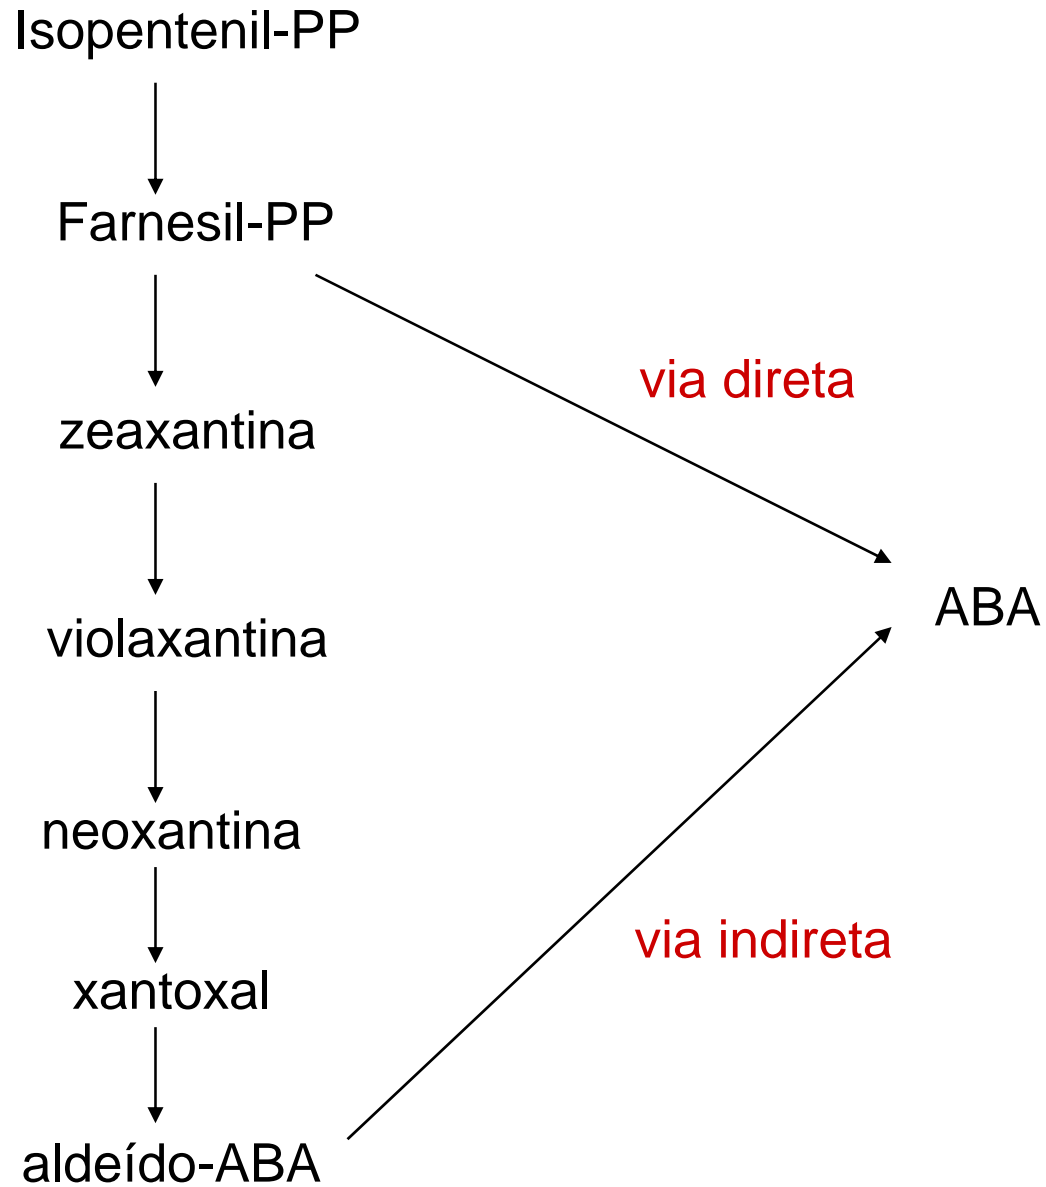 Isopentenil-PP
Farnesil-PP
via direta
zeaxantina
ABA
violaxantina
neoxantina
via indireta
xantoxal
aldeído-ABA